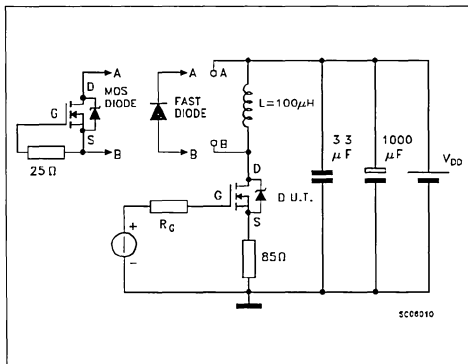 A
A
A
D
MOS
DIODE
G
FAST
DIODE
L=100µH
S
B
B
B
25Ω
D
3 3
µF
1000
µF
VDD
G
D U.T.
S
RG
+
-
85Ω
SC06010